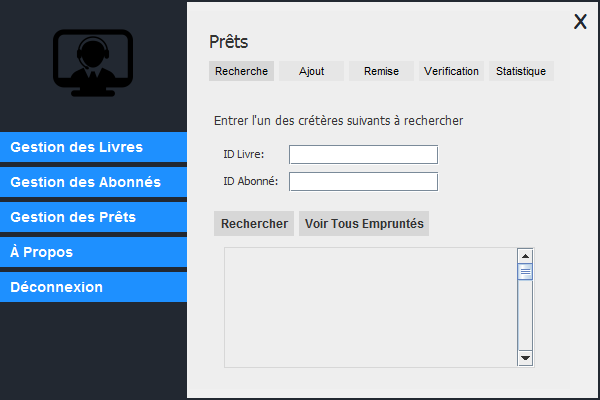 X
Prêts
Recherche Ajout Remise Verification Statistique
Entrer l'un des crétères suivants à rechercher
ID Livre:
ID Abonné:
Rechercher Voir Tous Empruntés
Gestion des Livres
Gestion des Abonnés
Gestion des Prêts
À Propos
Déconnexion